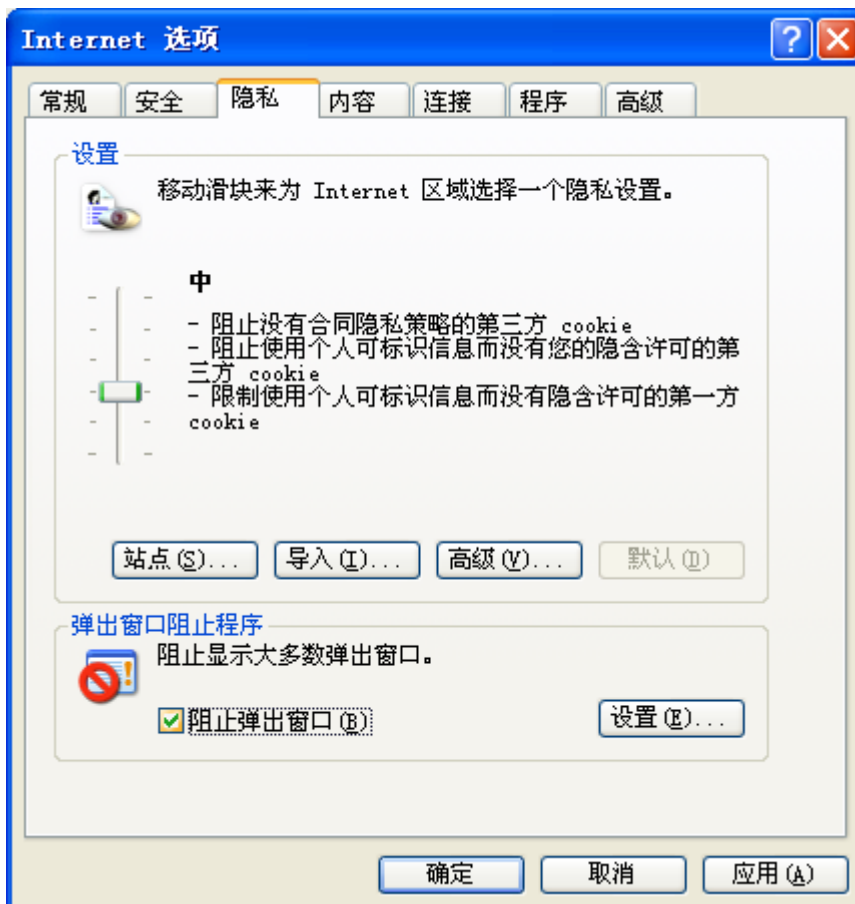 Internet 选项
常规 安全 隐私 内容 连接 程序 高级
设置
移动滑块来为 Internet 区域选择一个隐私设置。
中
- 阻止没有合同隐私策略的第三方 cookie
- 阻止使用个人可标识信息而没有您的隐含许可的第
三方 cookie
- 限制使用个人可标识信息而没有隐含许可的第一方
cookie
站点(S)... 导入(I)... 高级(V)... 默认(D)
弹出窗口阻止程序
阻止显示大多数弹出窗口。
阻止弹出窗口(B) 设置(E)...
确定 取消 应用(A)